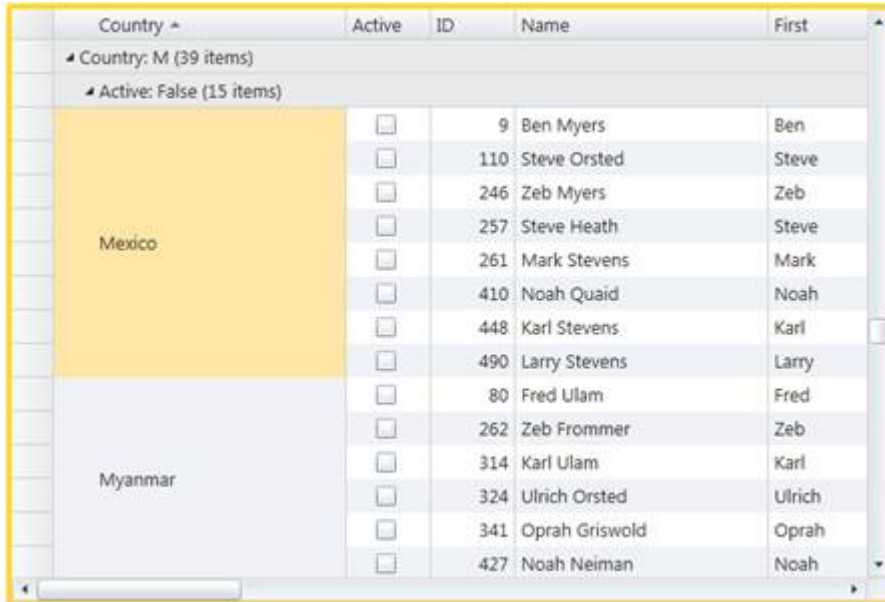 Country Active ID Name First
Country: M (39 items)
Active: False (15 items)
9 Ben Myers Ben
110 Steve Orsted Steve
246 Zeb Myers Zeb
257 Steve Heath Steve
Mexico
261 Mark Stevens Mark
410 Noah Quaid Noah
448 Karl Stevens Karl
490 Larry Stevens Larry
80 Fred Ulam Fred
262 Zeb Frommer Zeb
314 Karl Ulam Karl
Myanmar
324 Ulrich Orsted Ulrich
341 Oprah Griswold Oprah
427 Noah Neiman Noah